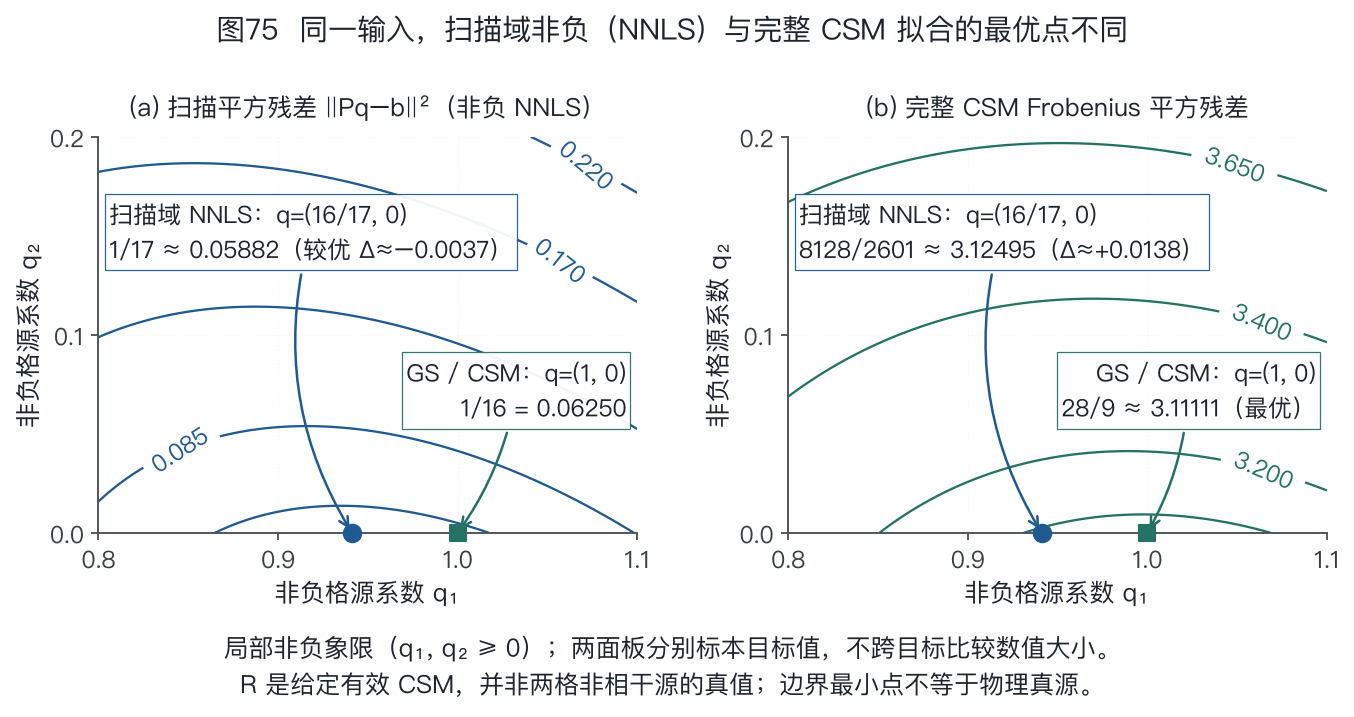 图75 同一输入，扫描域非负（NNLS）与完整 CSM 拟合的最优点不同
(a) 扫描平方残差 ||Pq−b||²（非负 NNLS）
0.2
0.1
0.0
非负格源系数 q₂
0.220
0.170
0.085
扫描域 NNLS：q=(16/17, 0)
1/17 ≈ 0.05882（较优 Δ≈−0.0037）
GS / CSM：q=(1, 0)
1/16 = 0.06250
0.8
0.9
1.0
1.1
非负格源系数 q₁
(b) 完整 CSM Frobenius 平方残差
0.2
0.1
0.0
非负格源系数 q₂
3.650
3.400
3.200
扫描域 NNLS：q=(16/17, 0)
8128/2601 ≈ 3.12495（Δ≈+0.0138）
GS / CSM：q=(1, 0)
28/9 ≈ 3.11111（最优）
0.8
0.9
1.0
1.1
非负格源系数 q₁
局部非负象限（q₁, q₂ ⩾ 0）；两面板分别标本目标值，不跨目标比较数值大小。
R 是给定有效 CSM，并非两格非相干源的真值；边界最小点不等于物理真源。